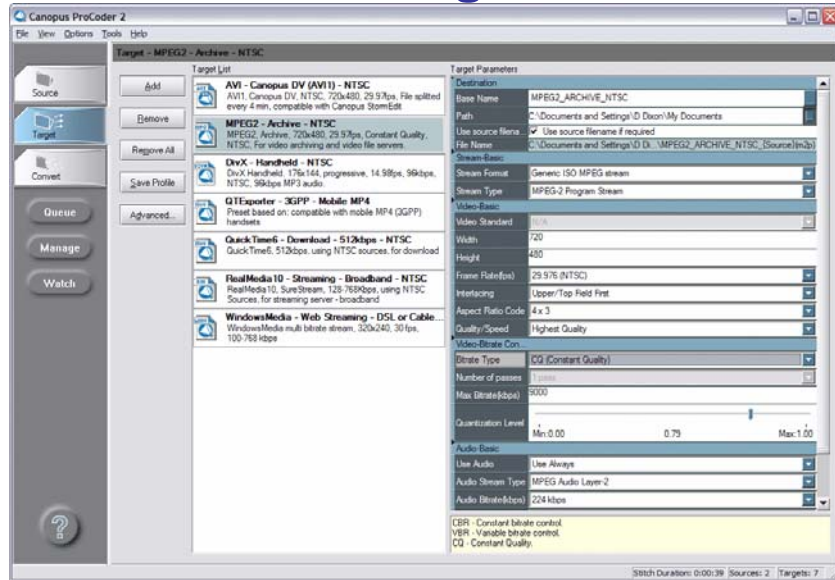 Canopus ProCoder 2
File View Options Tools Help
Target - MPEG2 - Archive - NTSC
Source
Target
Convert
Queue
Manage
Watch
Add
Remove
Remove All
Save Profile
Advanced...
Target List
AVI - Canopus DV (AVI1) - NTSC
AVI1, Canopus DV, NTSC, 720x480, 29.97fps, File splitted
every 4 min, compatible with Canopus StormEdit
MPEG2 - Archive - NTSC
MPEG2, Archive, 720x480, 29.97fps, Constant Quality,
NTSC, For video archiving and video file servers.
DivX - Handheld - NTSC
DivX Handheld, 176x144, progressive, 14.98fps, 96kbps,
NTSC, 96kbps MP3 audio.
QTExporter - 3GPP - Mobile MP4
Preset based on: compatible with mobile MP4 (3GPP)
handsets
QuickTime6 - Download - 512kbps - NTSC
QuickTime6, 512kbps, using NTSC sources, for download
RealMedia10 - Streaming - Broadband - NTSC
RealMedia10, SureStream, 128-768Kbps, using NTSC
Sources, for streaming server - broadband
WindowsMedia - Web Streaming - DSL or Cable...
WindowsMedia multi bitrate stream, 320x240, 30 fps,
100-768 kbps
Target Parameters
Destination
Base Name MPEG2_ARCHIVE_NTSC
Path C:\Documents and Settings\D Dixon\My Documents
Use source filena... Use source filename if required
File Name C:\Documents and Settings\D Di...\MPEG2_ARCHIVE_NTSC_{Source}(m2p)
Stream-Basic
Stream Format Generic ISO MPEG stream
Stream Type MPEG-2 Program Stream
Video-Basic
Video Standard N/A
Width 720
Height 480
Frame Rate(fps) 29.976 (NTSC)
Interlacing Upper/Top Field First
Aspect Ratio Code 4 x 3
Quality/Speed Highest Quality
Video-Bitrate Con...
Bitrate Type CQ (Constant Quality)
Number of passes 1 pass
Max Bitrate(kbps) 9000
Quantization Level
Min:0.00 0.79 Max:1.00
Audio-Basic
Use Audio Use Always
Audio Stream Type MPEG Audio Layer-2
Audio Bitrate(kbps) 224 kbps
CBR - Constant bitrate control.
VBR - Variable bitrate control.
CQ - Constant Quality.
Stitch Duration: 0:00:39 Sources: 2 Targets: 7